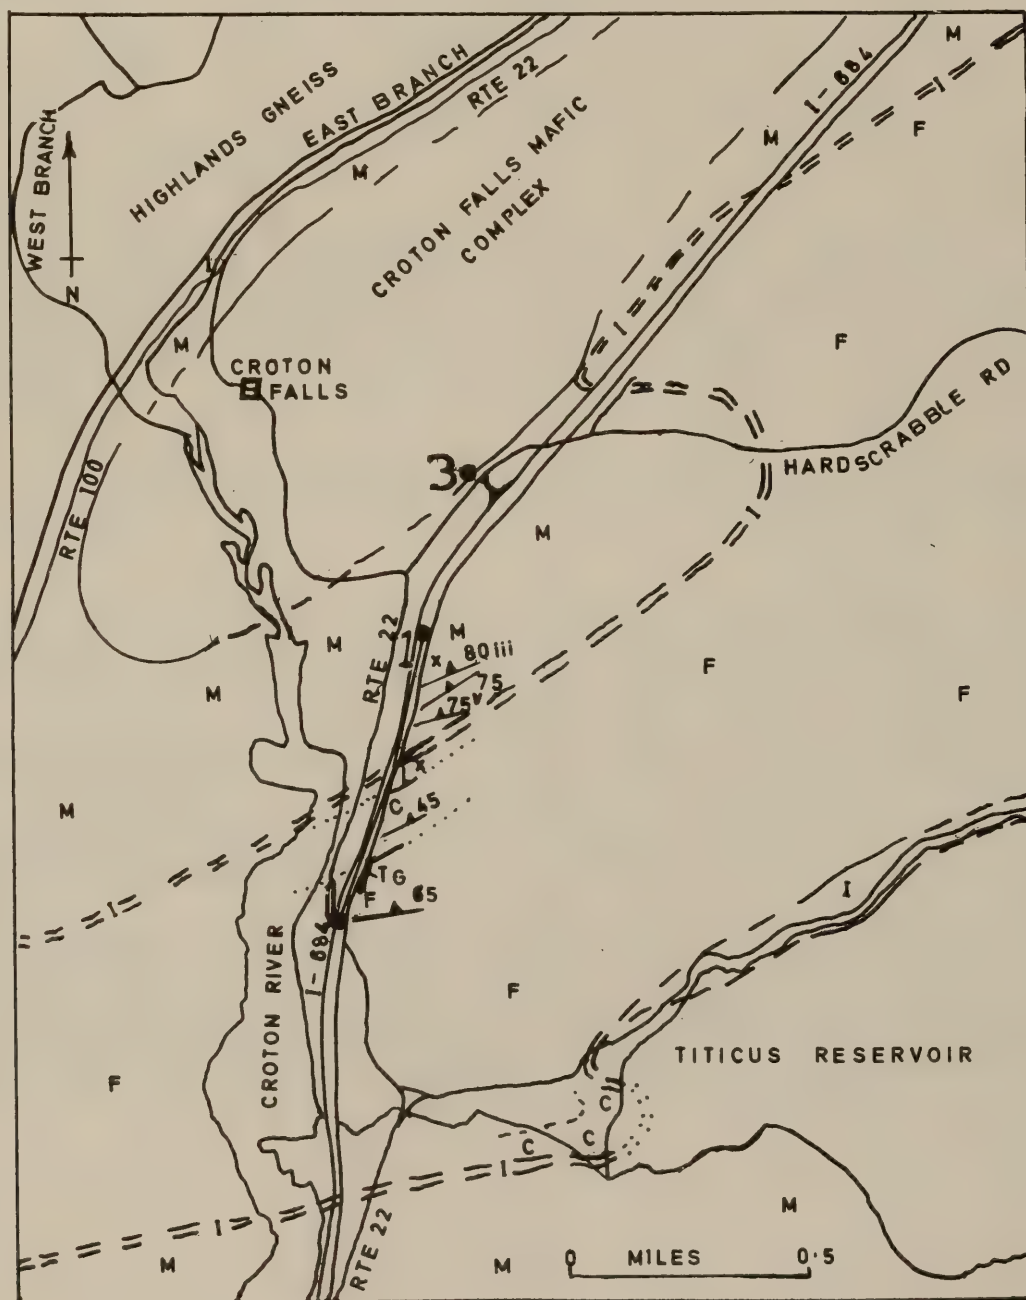 M
I-684
RTE 22
EAST BRANCH
HIGHLANDS GNEISS
I
M
F
M
WEST BRANCH
CROTON FALLS MAFIC
COMPLEX
N
I
M
F
CROTON
FALLS
HARDSCRABBLE RD
3
RTE 100
M
I
1
M
M
RTE 22
x 80 iii
F
M
75
F
75 v
x
I
M
C
45
TG
I
F
65
I
I-684
CROTON RIVER
F
TITICUS RESERVOIR
F
C
C
C
I
I
M
RTE 22
M
M
0 MILES 0.5